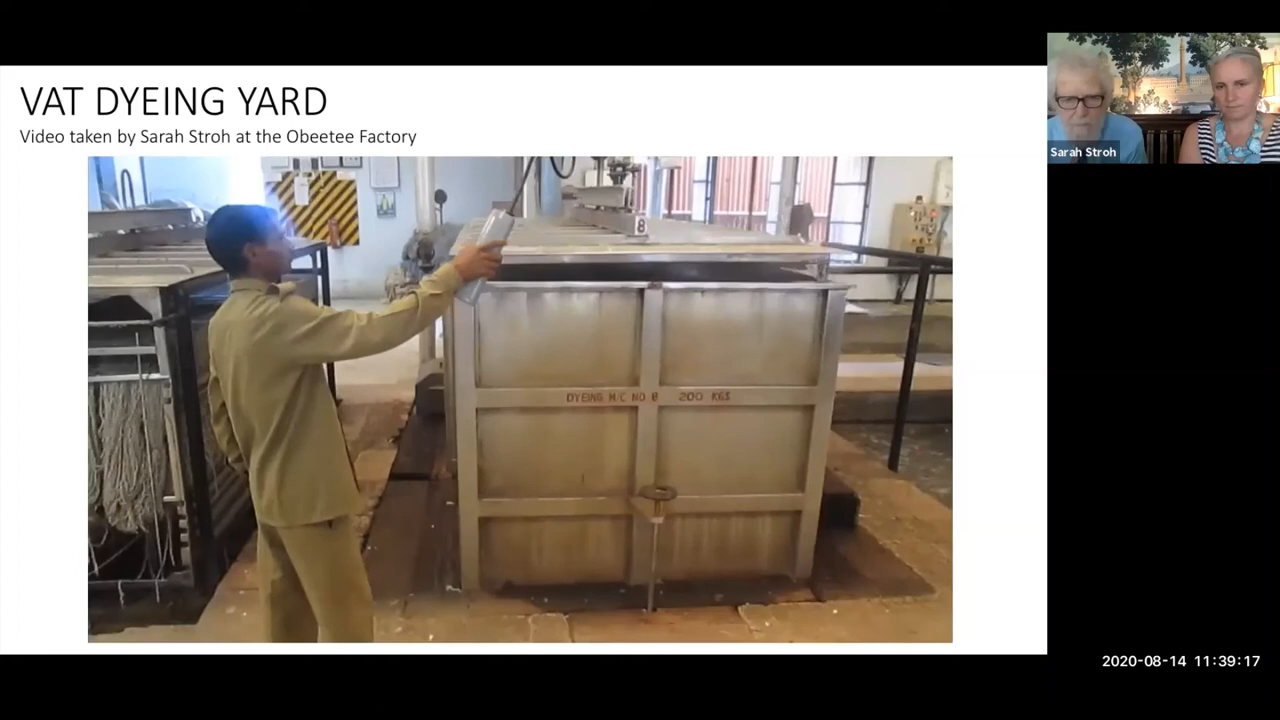 VAT DYEING YARD
Video taken by Sarah Stroh at the Obeetee Factory
8
DYEING M/C NO 8 200 KGS
Sarah Stroh
2020-08-14 11:39:17